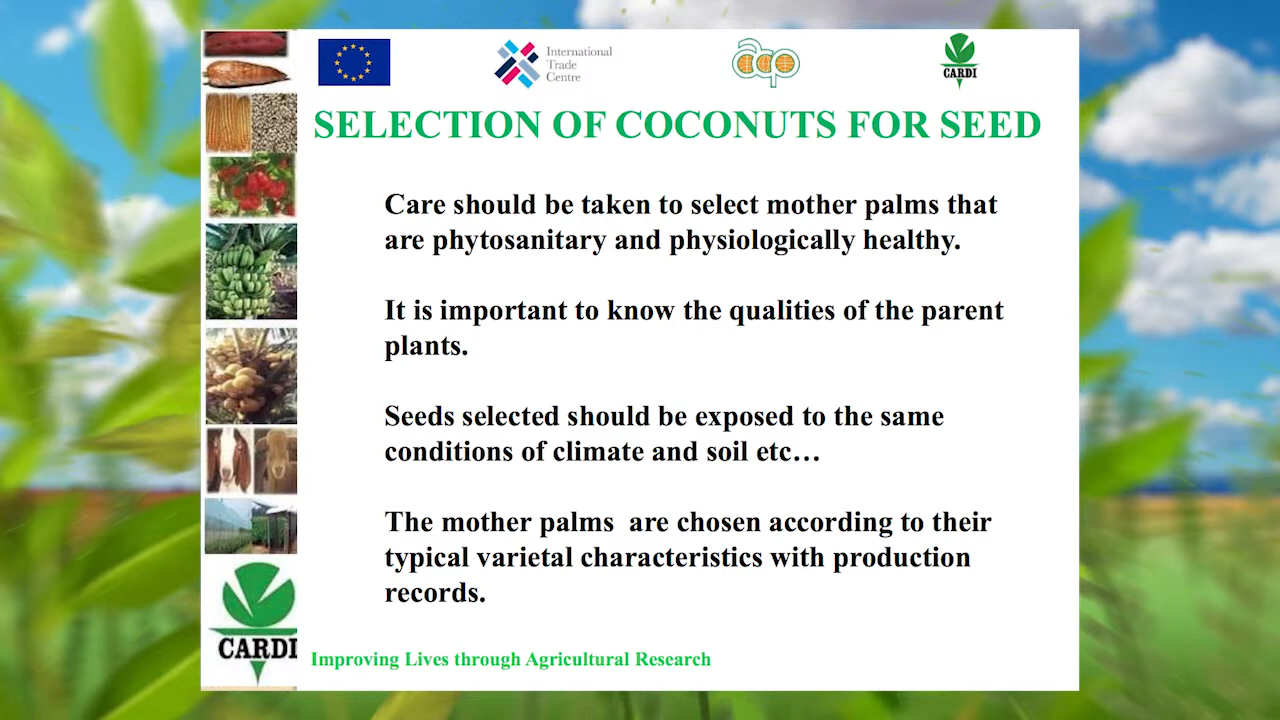 International
Trade
Centre
acp
CARDI
SELECTION OF COCONUTS FOR SEED
Care should be taken to select mother palms that
are phytosanitary and physiologically healthy.
It is important to know the qualities of the parent
plants.
Seeds selected should be exposed to the same
conditions of climate and soil etc…
The mother palms  are chosen according to their
typical varietal characteristics with production
records.
CARDI
Improving Lives through Agricultural Research